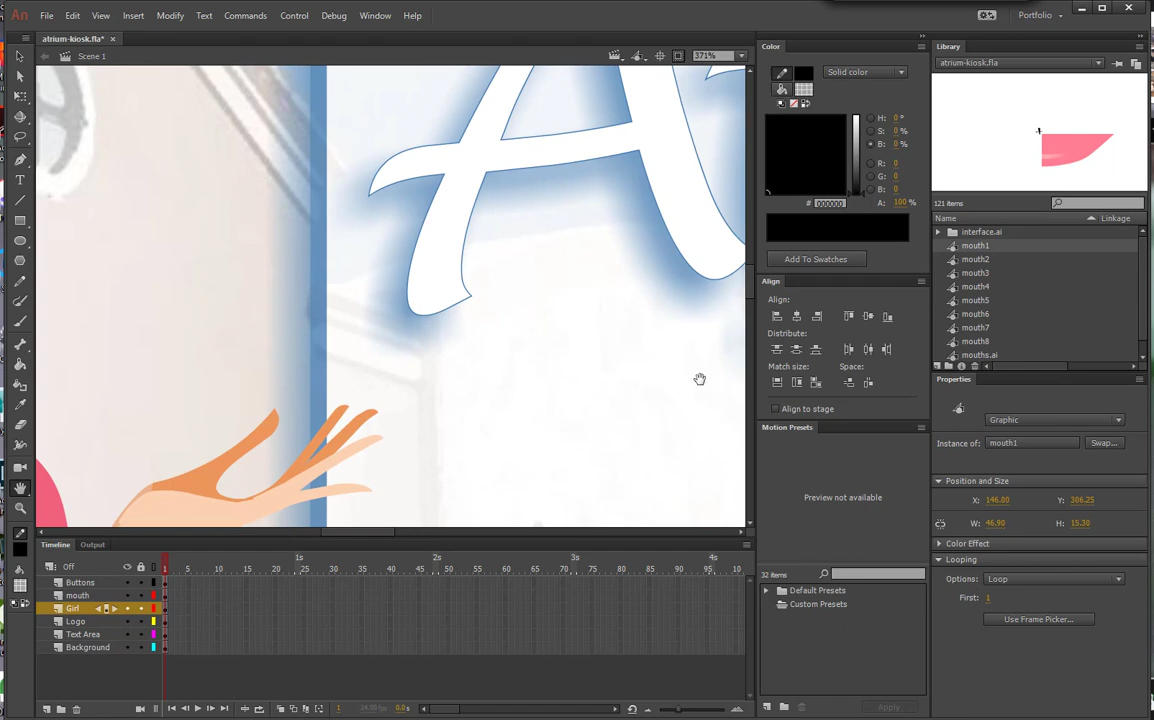 An File Edit View Insert Modify Text Commands Control Debug Window Help Portfolio
atrium-kiosk.fla* ×
Scene 1 371%
Color
Solid color
H: 0 °
S: 0 %
B: 0 %
R: 0
G: 0
B: 0
# 000000 A: 100 %
Add To Swatches
Align
Align:
Distribute:
Match size: Space:
Align to stage
Motion Presets
Preview not available
32 items
Default Presets
Custom Presets
Apply
Library
atrium-kiosk.fla
121 items
Name Linkage
interface.ai
mouth1
mouth2
mouth3
mouth4
mouth5
mouth6
mouth7
mouth8
mouths.ai
Properties
Graphic
Instance of: mouth1 Swap...
Position and Size
X: 146.00 Y: 306.25
W: 46.90 H: 15.30
Color Effect
Looping
Options: Loop
First: 1
Use Frame Picker...
Timeline Output
Off 1s 2s 3s 4s
1 5 10 15 20 25 30 35 40 45 50 55 60 65 70 75 80 85 90 95 10
Buttons
mouth
Girl
Logo
Text Area
Background
1 24.00 fps 0.0s